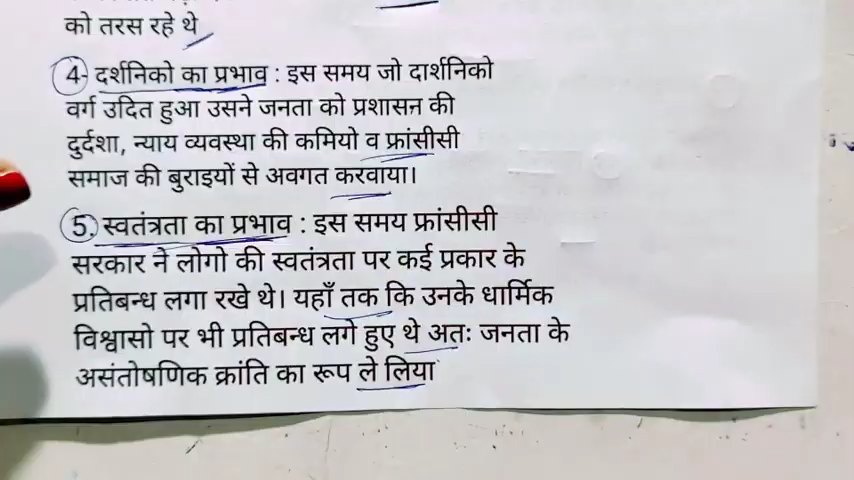 को तरस रहे थे
4- दर्शनिको का प्रभाव : इस समय जो दार्शनिको
वर्ग उदित हुआ उसने जनता को प्रशासन की
दुर्दशा, न्याय व्यवस्था की कमियो व फ्रांसीसी
समाज की बुराइयों से अवगत करवाया।
5. स्वतंत्रता का प्रभाव : इस समय फ्रांसीसी
सरकार ने लोगो की स्वतंत्रता पर कई प्रकार के
प्रतिबन्ध लगा रखे थे। यहाँ तक कि उनके धार्मिक
विश्वासो पर भी प्रतिबन्ध लगे हुए थे अतः जनता के
असंतोषणिक क्रांति का रूप ले लिया